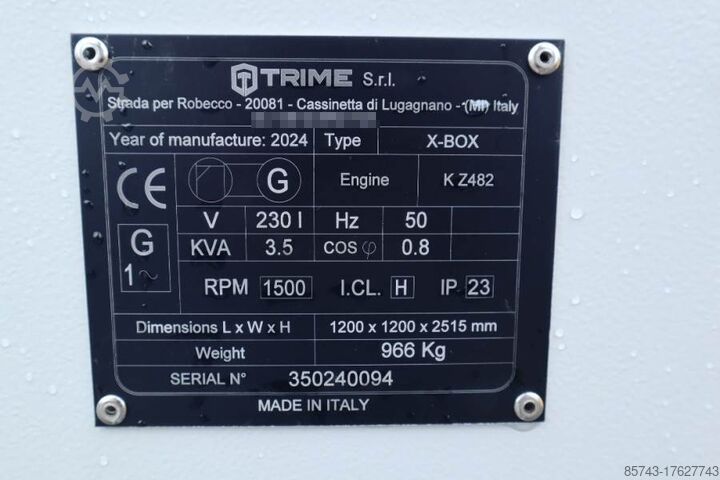 TRIME S.r.l.
Strada per Robecco - 20081 - Cassinetta di Lugagnano - (MI) Italy
Year of manufacture: 2024 Type X-BOX
CE G Engine K Z482
V 230 I Hz 50
G 1~ KVA 3.5 COS φ 0.8
RPM 1500 I.CL. H IP 23
Dimensions L x W x H 1200 x 1200 x 2515 mm
Weight 966 Kg
SERIAL N° 350240094
MADE IN ITALY
85743-17627743